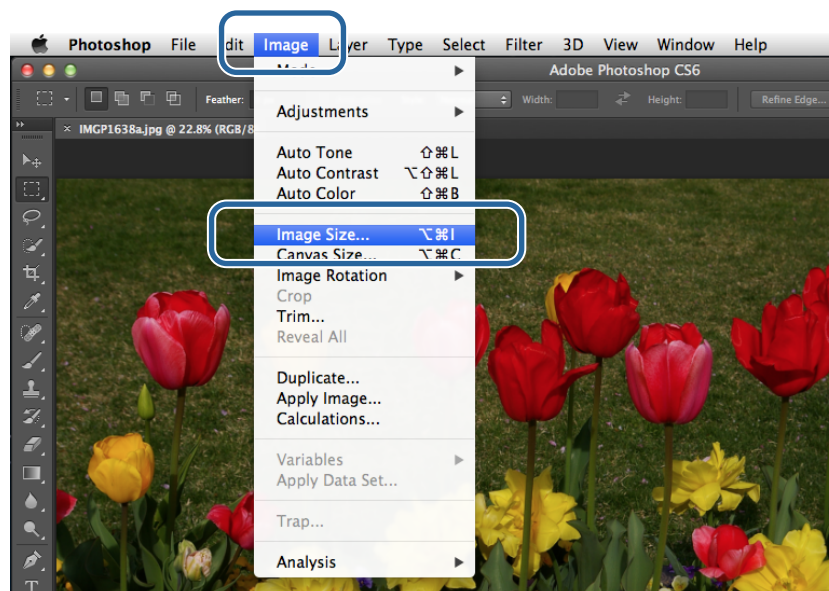 Photoshop File Edit Image Layer Type Select Filter 3D View Window Help
Adobe Photoshop CS6
Feather: Width: Height: Refine Edge...
× IMGP1638a.jpg @ 22.8% (RGB/8
Mode
Adjustments
Auto Tone ⇧⌘L
Auto Contrast ⌥⇧⌘L
Auto Color ⇧⌘B
Image Size... ⌥⌘I
Canvas Size... ⌥⌘C
Image Rotation
Crop
Trim...
Reveal All
Duplicate...
Apply Image...
Calculations...
Variables
Apply Data Set...
Trap...
Analysis
T